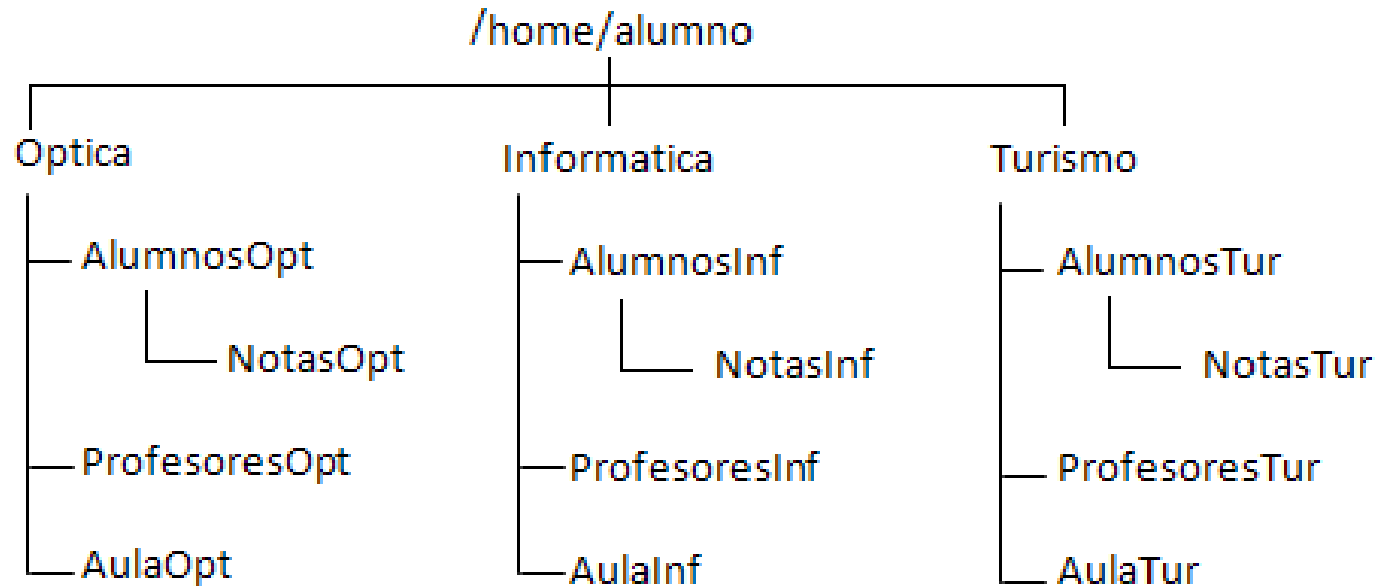 /home/alumno
Optica
Informatica
Turismo
AlumnosOpt
AlumnosInf
AlumnosTur
NotasOpt
NotasInf
NotasTur
ProfesoresOpt
ProfesoresInf
ProfesoresTur
AulaOpt
AulaInf
AulaTur